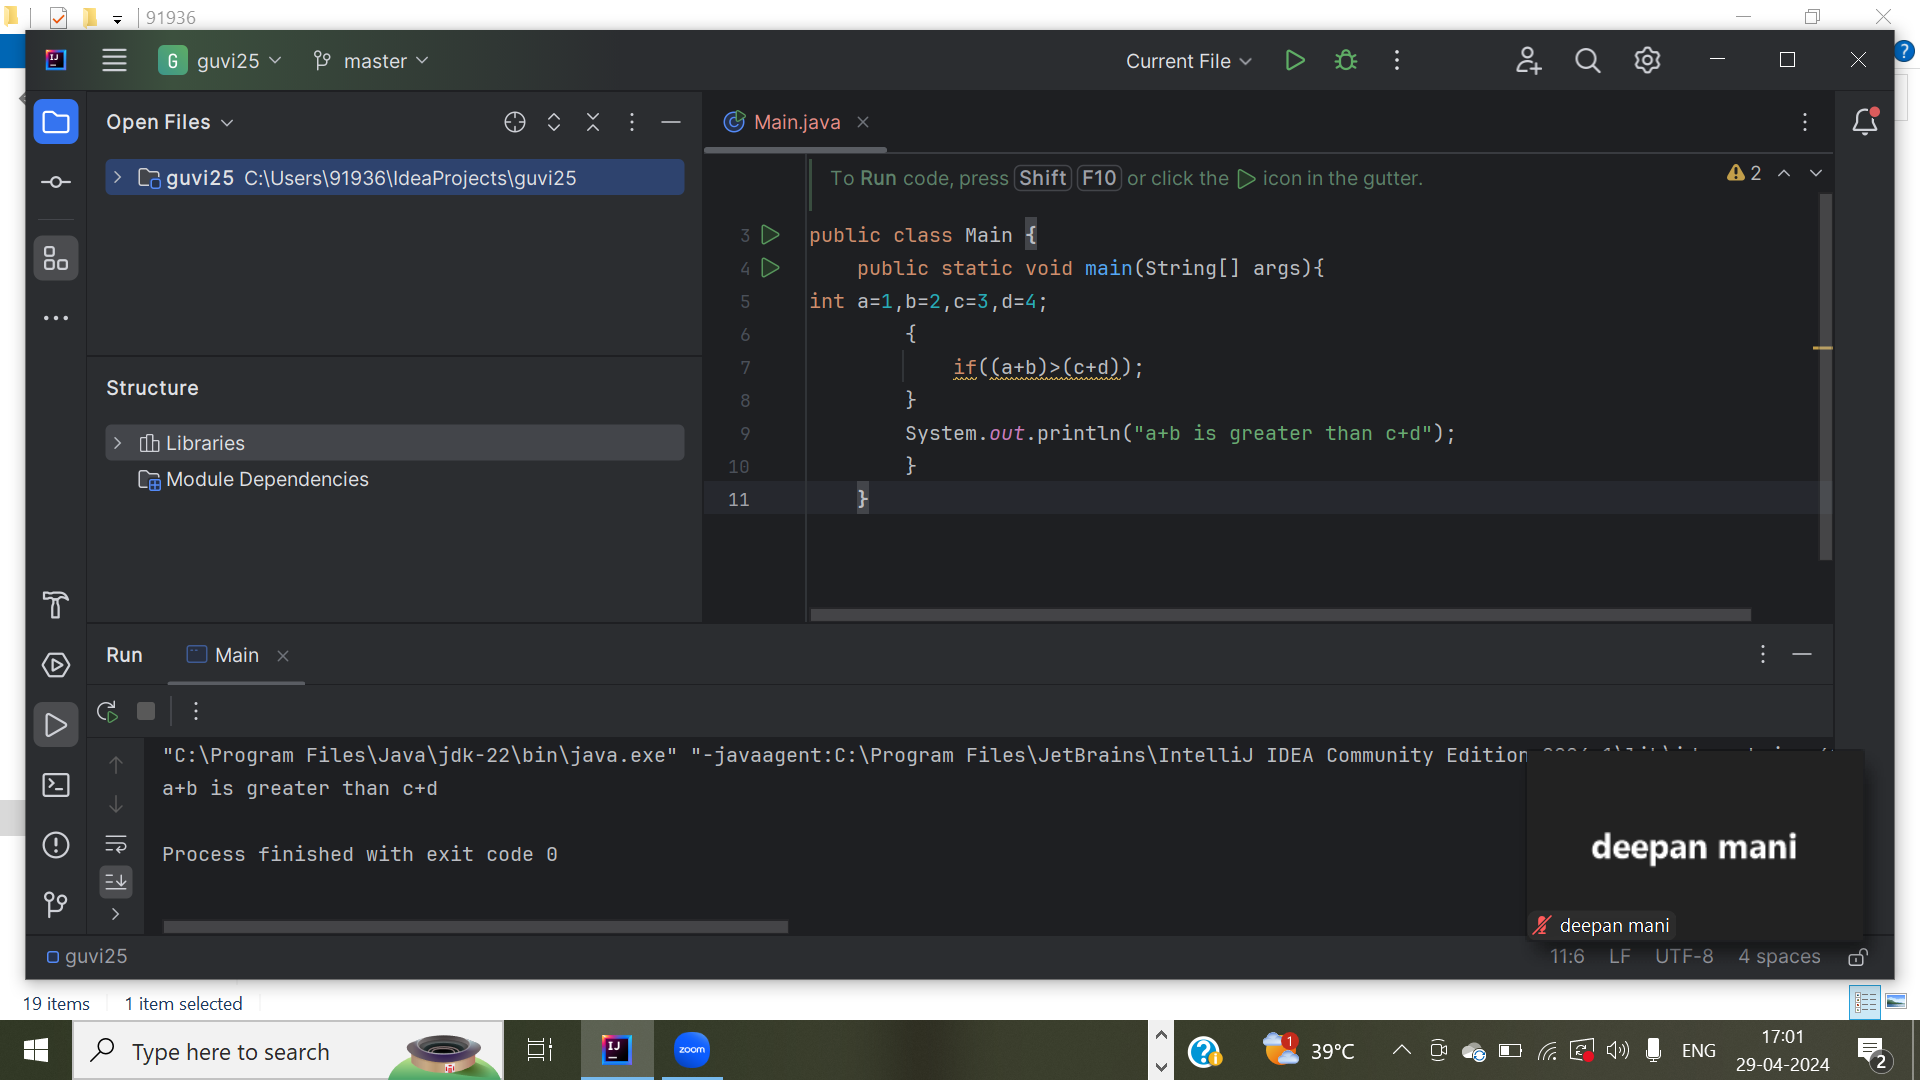 91936
G guvi25 master
Current File
Open Files
Main.java
guvi25 C:\Users\91936\IdeaProjects\guvi25
To Run code, press Shift F10 or click the icon in the gutter.
2
3 public class Main {
4 public static void main(String[] args){
5 int a=1,b=2,c=3,d=4;
6 {
7 if((a+b)>(c+d));
8 }
9 System.out.println("a+b is greater than c+d");
10 }
11 }
Structure
Libraries
Module Dependencies
Run Main
"C:\Program Files\Java\jdk-22\bin\java.exe" "-javaagent:C:\Program Files\JetBrains\IntelliJ IDEA Community Edition
a+b is greater than c+d
Process finished with exit code 0
deepan mani
deepan mani
guvi25
11:6 LF UTF-8 4 spaces
19 items 1 item selected
Type here to search
zoom
1
39°C
ENG
17:01
29-04-2024
2